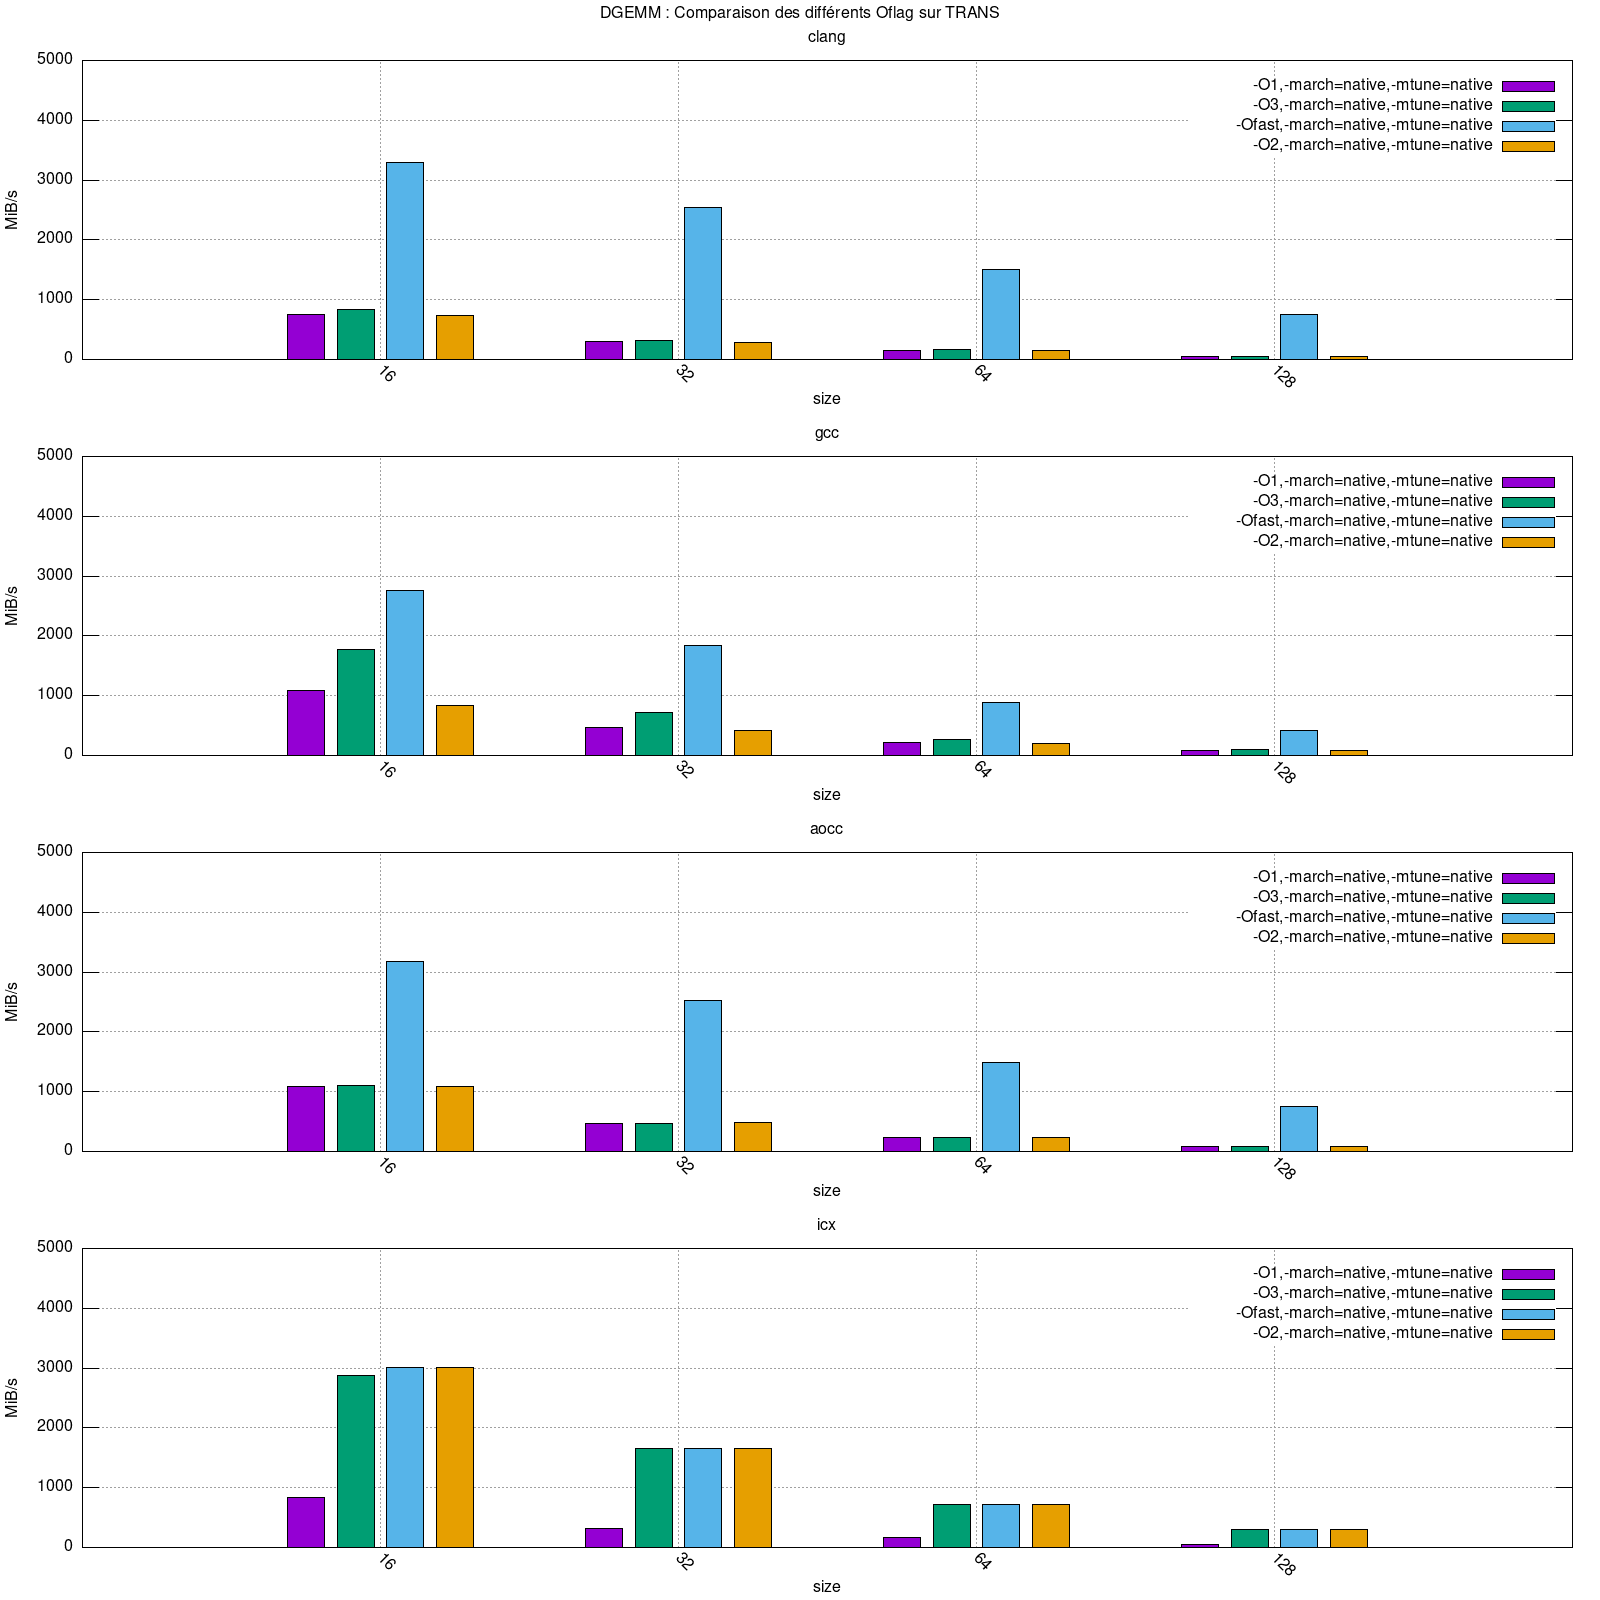 DGEMM : Comparaison des différents Oflag sur TRANS
clang
5000
4000
3000
2000
1000
0
MiB/s
-O1,-march=native,-mtune=native
-O3,-march=native,-mtune=native
-Ofast,-march=native,-mtune=native
-O2,-march=native,-mtune=native
16 32 64 128
size
gcc
5000
4000
3000
2000
1000
0
MiB/s
-O1,-march=native,-mtune=native
-O3,-march=native,-mtune=native
-Ofast,-march=native,-mtune=native
-O2,-march=native,-mtune=native
16 32 64 128
size
aocc
5000
4000
3000
2000
1000
0
MiB/s
-O1,-march=native,-mtune=native
-O3,-march=native,-mtune=native
-Ofast,-march=native,-mtune=native
-O2,-march=native,-mtune=native
16 32 64 128
size
icx
5000
4000
3000
2000
1000
0
MiB/s
-O1,-march=native,-mtune=native
-O3,-march=native,-mtune=native
-Ofast,-march=native,-mtune=native
-O2,-march=native,-mtune=native
16 32 64 128
size